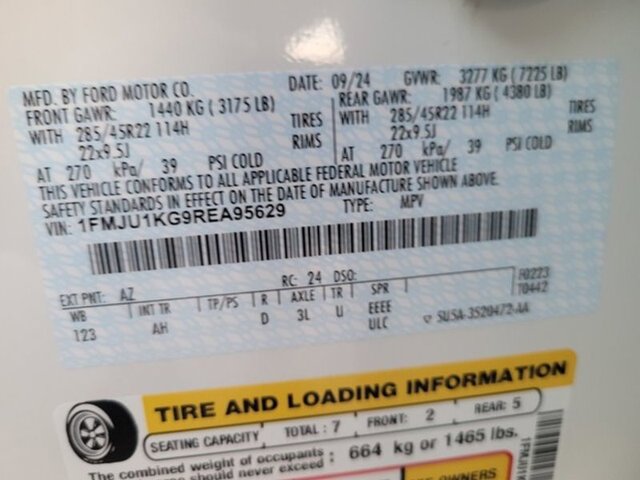 MFD. BY FORD MOTOR CO. DATE: 09/24 GVWR: 3277 KG (7225 LB)
FRONT GAWR: 1440 KG (3175 LB) REAR GAWR: 1987 KG (4380 LB)
WITH 285/45R22 114H TIRES WITH 285/45R22 114H TIRES
22x9.5J RIMS 22x9.5J RIMS
AT 270 kPa/ 39 PSI COLD AT 270 kPa/ 39 PSI COLD
THIS VEHICLE CONFORMS TO ALL APPLICABLE FEDERAL MOTOR VEHICLE
SAFETY STANDARDS IN EFFECT ON THE DATE OF MANUFACTURE SHOWN ABOVE.
VIN: 1FMJU1KG9REA95629 TYPE: MPV
EXT PNT: AZ RC: 24 DSO: F0223
T0442
WB INT TR TP/PS R AXLE TR SPR
123 AH D 3L U EEEE
ULC SU5A-3520472-AA
TIRE AND LOADING INFORMATION
SEATING CAPACITY TOTAL: 7 FRONT: 2 REAR: 5
The combined weight of occupants : 664 kg or 1465 lbs.
should never exceed
OWNERS